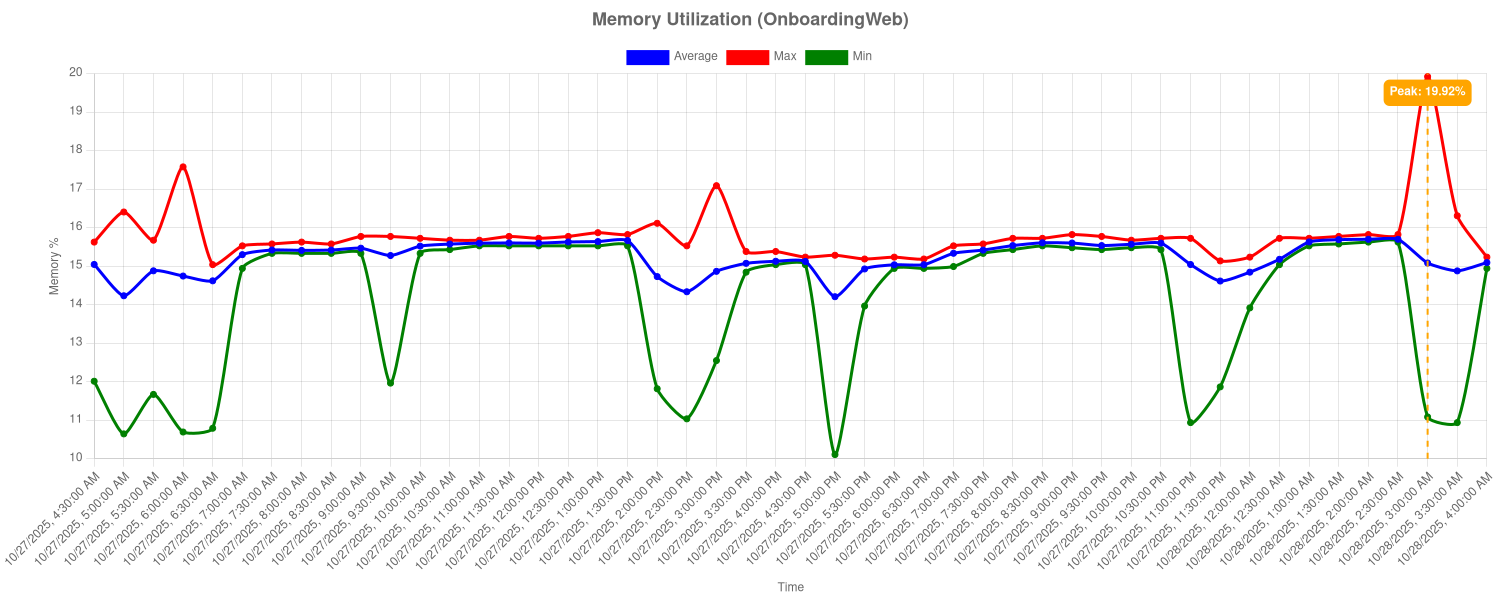 Memory Utilization (OnboardingWeb)
Average
Max
Min
20
19
18
17
16
15
14
13
12
11
10
Memory %
Peak: 19.92%
10/27/2025, 4:30:00 AM
10/27/2025, 5:00:00 AM
10/27/2025, 5:30:00 AM
10/27/2025, 6:00:00 AM
10/27/2025, 6:30:00 AM
10/27/2025, 7:00:00 AM
10/27/2025, 7:30:00 AM
10/27/2025, 8:00:00 AM
10/27/2025, 8:30:00 AM
10/27/2025, 9:00:00 AM
10/27/2025, 9:30:00 AM
10/27/2025, 10:00:00 AM
10/27/2025, 10:30:00 AM
10/27/2025, 11:00:00 AM
10/27/2025, 11:30:00 AM
10/27/2025, 12:00:00 PM
10/27/2025, 12:30:00 PM
10/27/2025, 1:00:00 PM
10/27/2025, 1:30:00 PM
10/27/2025, 2:00:00 PM
10/27/2025, 2:30:00 PM
10/27/2025, 3:00:00 PM
10/27/2025, 3:30:00 PM
10/27/2025, 4:00:00 PM
10/27/2025, 4:30:00 PM
10/27/2025, 5:00:00 PM
10/27/2025, 5:30:00 PM
10/27/2025, 6:00:00 PM
10/27/2025, 6:30:00 PM
10/27/2025, 7:00:00 PM
10/27/2025, 7:30:00 PM
10/27/2025, 8:00:00 PM
10/27/2025, 8:30:00 PM
10/27/2025, 9:00:00 PM
10/27/2025, 9:30:00 PM
10/27/2025, 10:00:00 PM
10/27/2025, 10:30:00 PM
10/27/2025, 11:00:00 PM
10/27/2025, 11:30:00 PM
10/28/2025, 12:00:00 AM
10/28/2025, 12:30:00 AM
10/28/2025, 1:00:00 AM
10/28/2025, 1:30:00 AM
10/28/2025, 2:00:00 AM
10/28/2025, 2:30:00 AM
10/28/2025, 3:00:00 AM
10/28/2025, 3:30:00 AM
10/28/2025, 4:00:00 AM
Time